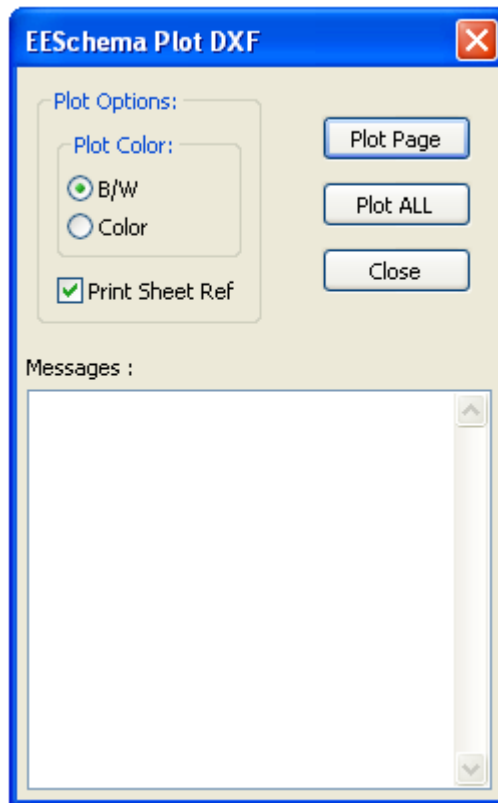 EESchema Plot DXF
Plot Options:
Plot Color:
B/W
Color
Print Sheet Ref
Plot Page
Plot ALL
Close
Messages :